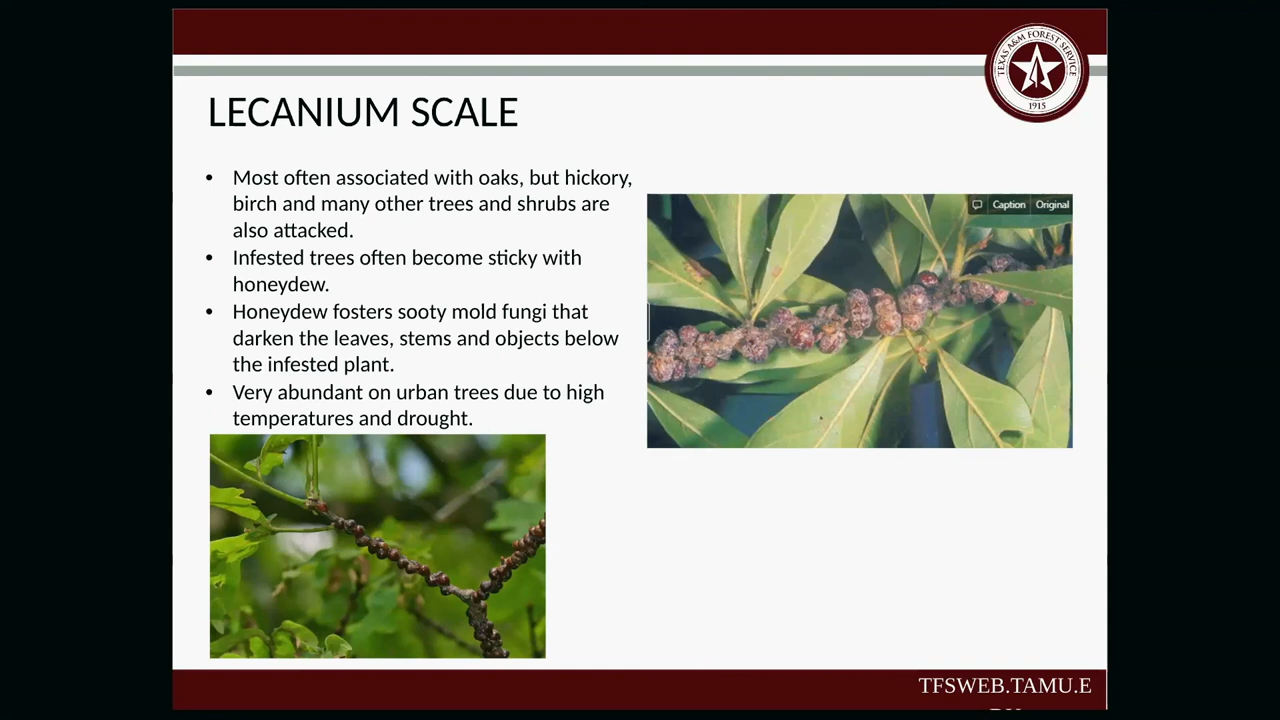 TEXAS A&M FOREST SERVICE
1915
LECANIUM SCALE
• Most often associated with oaks, but hickory,
birch and many other trees and shrubs are
also attacked.
• Infested trees often become sticky with
honeydew.
• Honeydew fosters sooty mold fungi that
darken the leaves, stems and objects below
the infested plant.
• Very abundant on urban trees due to high
temperatures and drought.
Caption Original
TFSWEB.TAMU.E